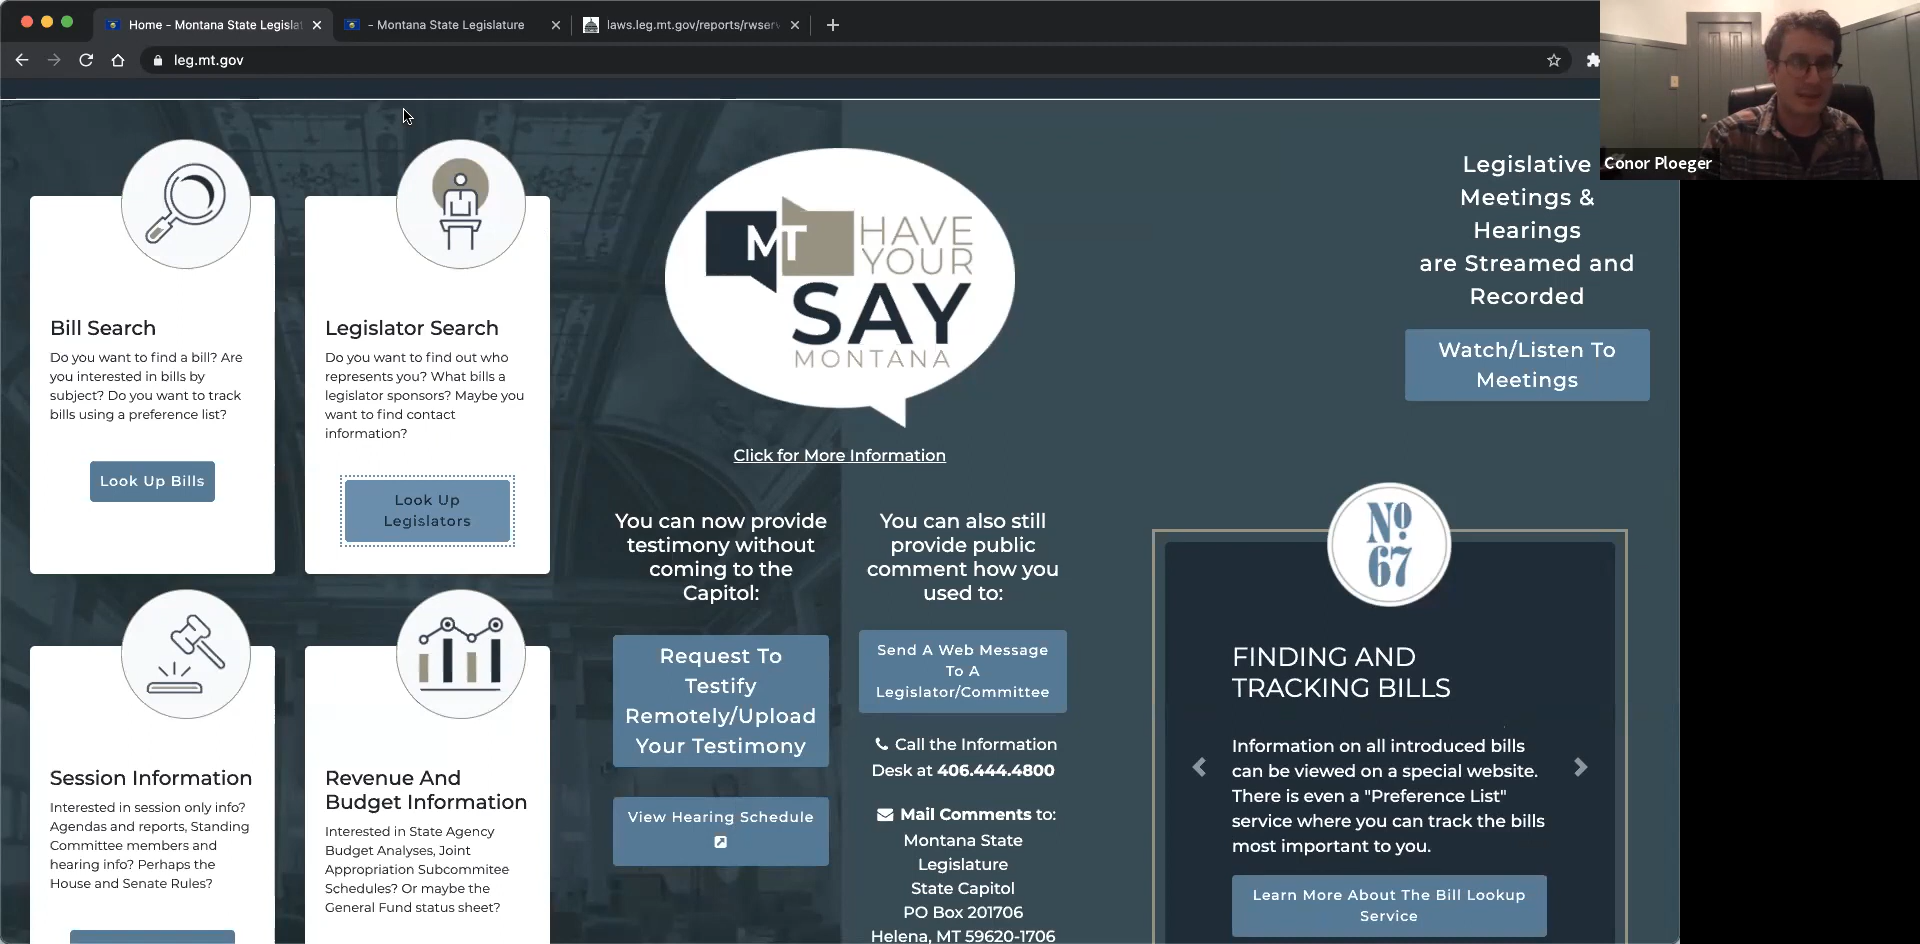 Home - Montana State Legislat
- Montana State Legislature
laws.leg.mt.gov/reports/rwserv
leg.mt.gov
Conor Ploeger
Bill Search
Do you want to find a bill? Are
you interested in bills by
subject? Do you want to track
bills using a preference list?
Look Up Bills
Legislator Search
Do you want to find out who
represents you? What bills a
legislator sponsors? Maybe you
want to find contact
information?
Look Up
Legislators
Session Information
Interested in session only info?
Agendas and reports, Standing
Committee members and
hearing info? Perhaps the
House and Senate Rules?
Revenue And
Budget Information
Interested in State Agency
Budget Analyses, Joint
Appropriation Subcommitee
Schedules? Or maybe the
General Fund status sheet?
MT
HAVE
YOUR
SAY
MONTANA
Click for More Information
You can now provide
testimony without
coming to the
Capitol:
Request To
Testify
Remotely/Upload
Your Testimony
View Hearing Schedule
You can also still
provide public
comment how you
used to:
Send A Web Message
To A
Legislator/Committee
Call the Information
Desk at 406.444.4800
Mail Comments to:
Montana State
Legislature
State Capitol
PO Box 201706
Helena, MT 59620-1706
Legislative
Meetings &
Hearings
are Streamed and
Recorded
Watch/Listen To
Meetings
No.
67
FINDING AND
TRACKING BILLS
Information on all introduced bills
can be viewed on a special website.
There is even a "Preference List"
service where you can track the bills
most important to you.
Learn More About The Bill Lookup
Service